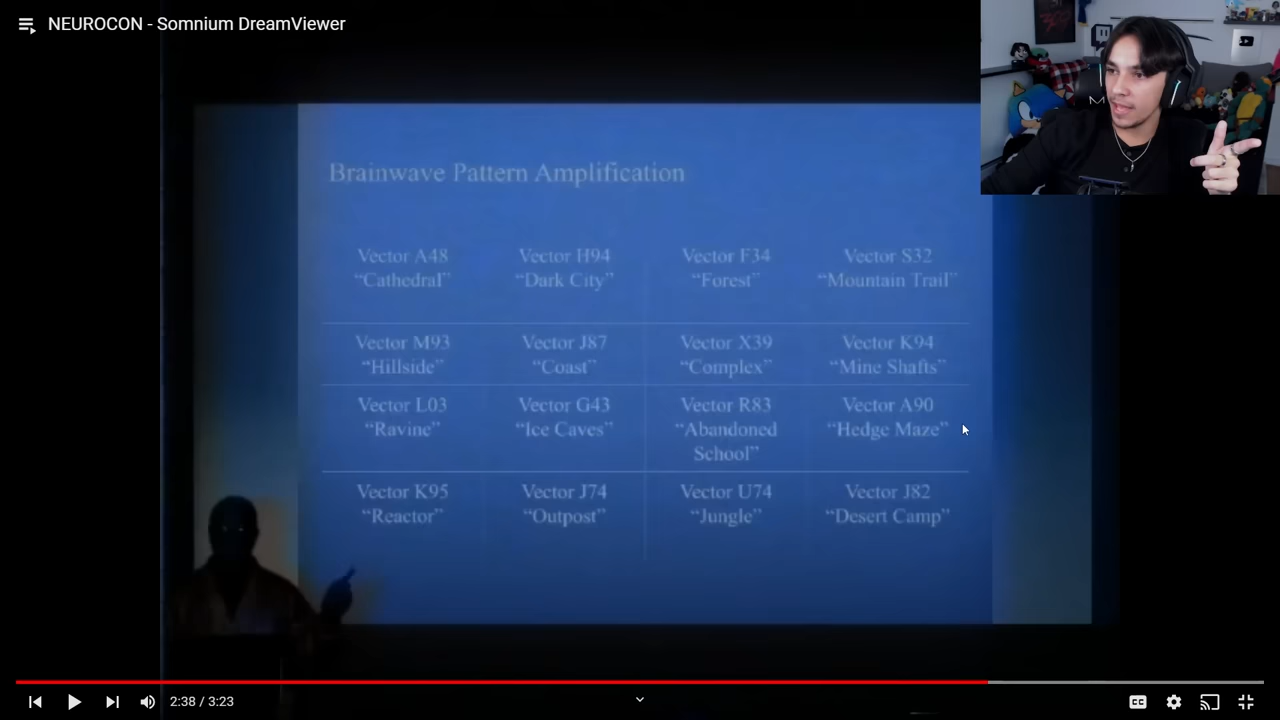 NEUROCON - Somnium DreamViewer
Brainwave Pattern Amplification
Vector A48
“Cathedral”
Vector H94
“Dark City”
Vector F34
“Forest”
Vector S32
“Mountain Trail”
Vector M93
“Hillside”
Vector J87
“Coast”
Vector X39
“Complex”
Vector K94
“Mine Shafts”
Vector L03
“Ravine”
Vector G43
“Ice Caves”
Vector R83
“Abandoned
School”
Vector A90
“Hedge Maze”
Vector K95
“Reactor”
Vector J74
“Outpost”
Vector U74
“Jungle”
Vector J82
“Desert Camp”
2:38 / 3:23
CC